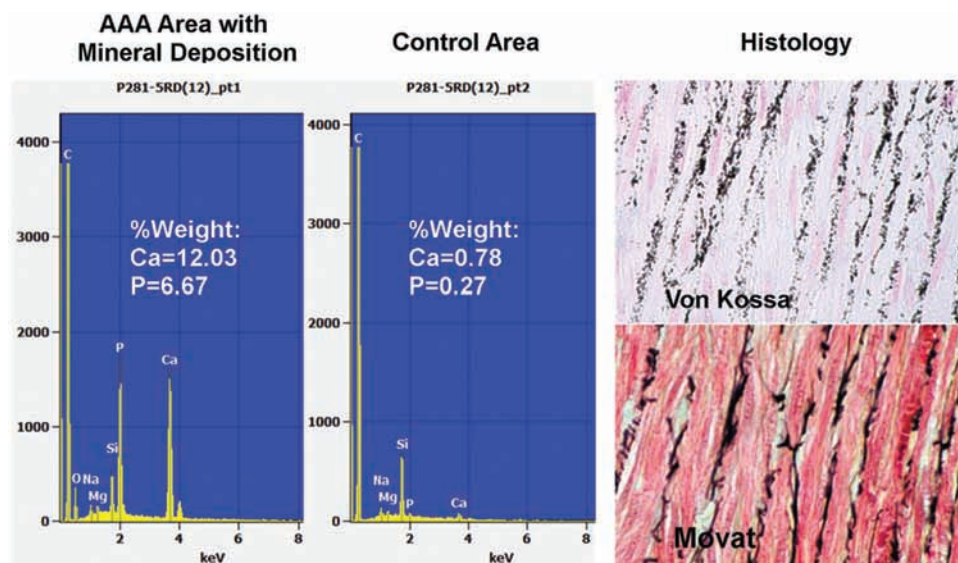 AAA Area with
Mineral Deposition
Control Area
Histology
P281-5RD(12)_pt1
4000
3000
2000
1000
0
C
%Weight:
Ca=12.03
P=6.67
P
Ca
Si
O
Na
Mg
2
4
6
8
keV
P281-5RD(12)_pt2
4000
3000
2000
1000
0
C
%Weight:
Ca=0.78
P=0.27
Si
Na
Mg
P
Ca
2
4
6
8
keV
Von Kossa
Movat